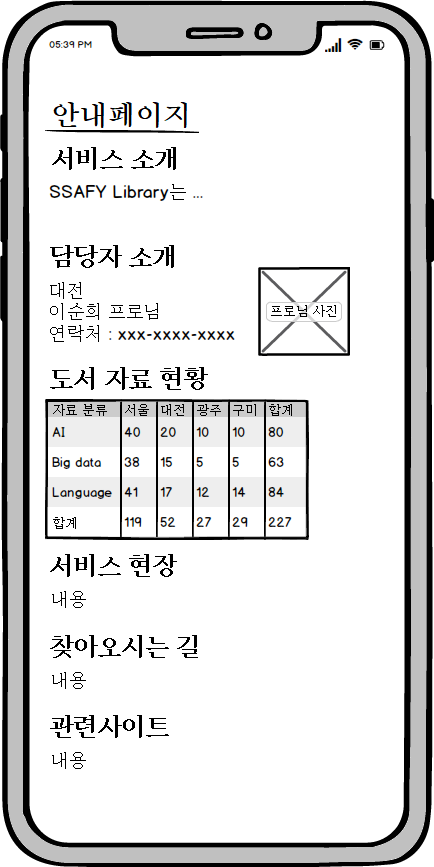 05:39 PM
안내페이지
서비스 소개
SSAFY Library는 ...
담당자 소개
대전
이순희 프로님
연락처 : xxx-xxxx-xxxx
프로님 사진
도서 자료 현황
자료 분류 서울 대전 광주 구미 합계
AI 40 20 10 10 80
Big data 38 15 5 5 63
Language 41 17 12 14 84
합계 119 52 27 29 227
서비스 현장
내용
찾아오시는 길
내용
관련사이트
내용